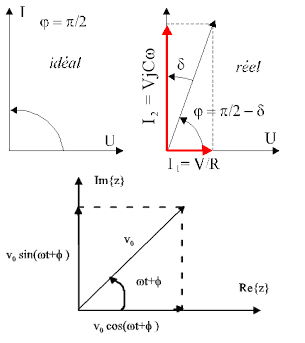 I
φ = π/2
idéal
U
I₂ = VjCω
δ
réel
φ = π/2 − δ
U
I₁ = V/R
Im{z}
v₀ sin(ωt+ϕ)
v₀
ωt+ϕ
Re{z}
v₀ cos(ωt+ϕ)